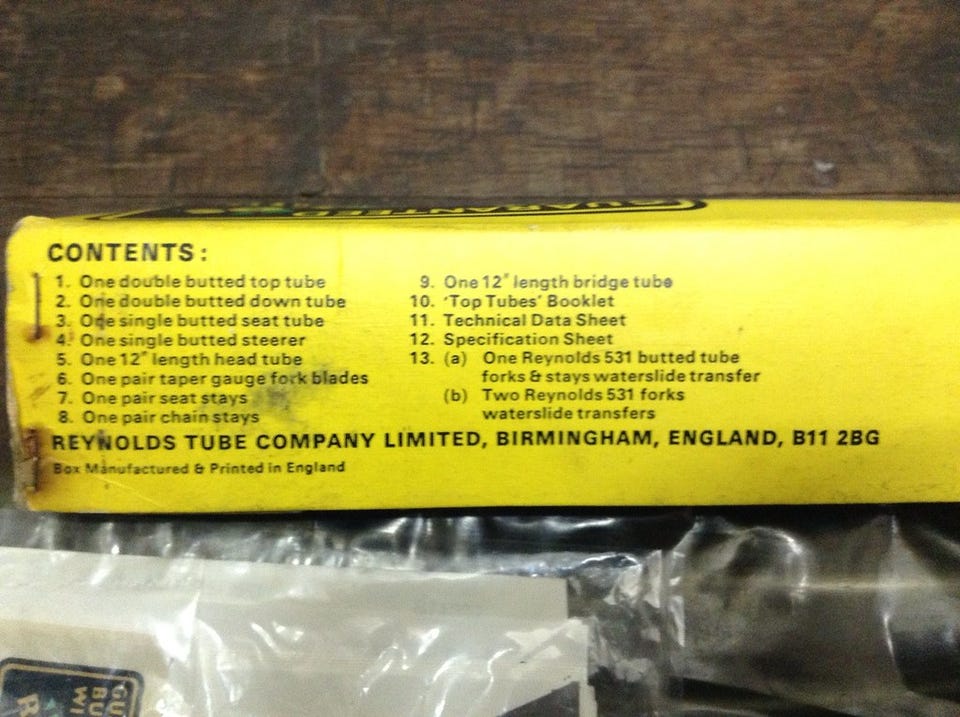 GUARANTEED
CONTENTS:
1. One double butted top tube
2. One double butted down tube
3. One single butted seat tube
4. One single butted steerer
5. One 12" length head tube
6. One pair taper gauge fork blades
7. One pair seat stays
8. One pair chain stays
9. One 12" length bridge tube
10. 'Top Tubes' Booklet
11. Technical Data Sheet
12. Specification Sheet
13. (a) One Reynolds 531 butted tube
forks & stays waterslide transfer
(b) Two Reynolds 531 forks
waterslide transfers
REYNOLDS TUBE COMPANY LIMITED, BIRMINGHAM, ENGLAND, B11 2BG
Box Manufactured & Printed in England
GU
BU
WI
R